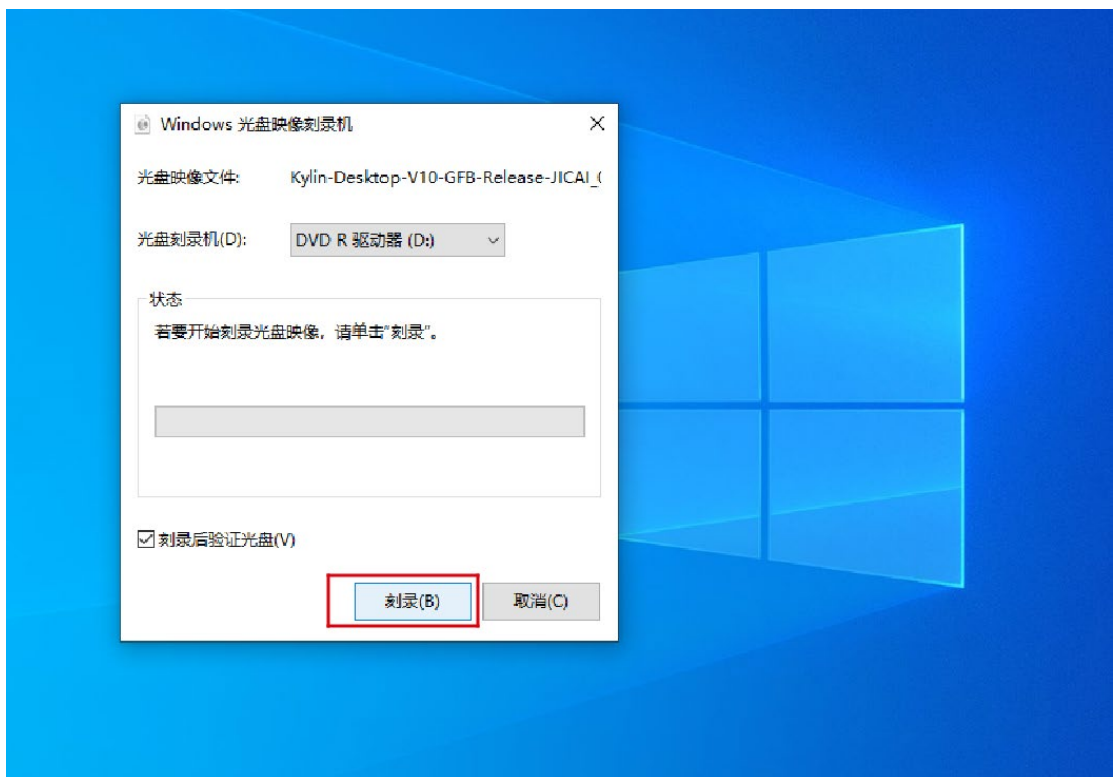 Windows 光盘映像刻录机
光盘映像文件: Kylin-Desktop-V10-GFB-Release-JICAI_(
光盘刻录机(D): DVD R 驱动器 (D:)
状态
若要开始刻录光盘映像，请单击“刻录”。
刻录后验证光盘(V)
刻录(B) 取消(C)